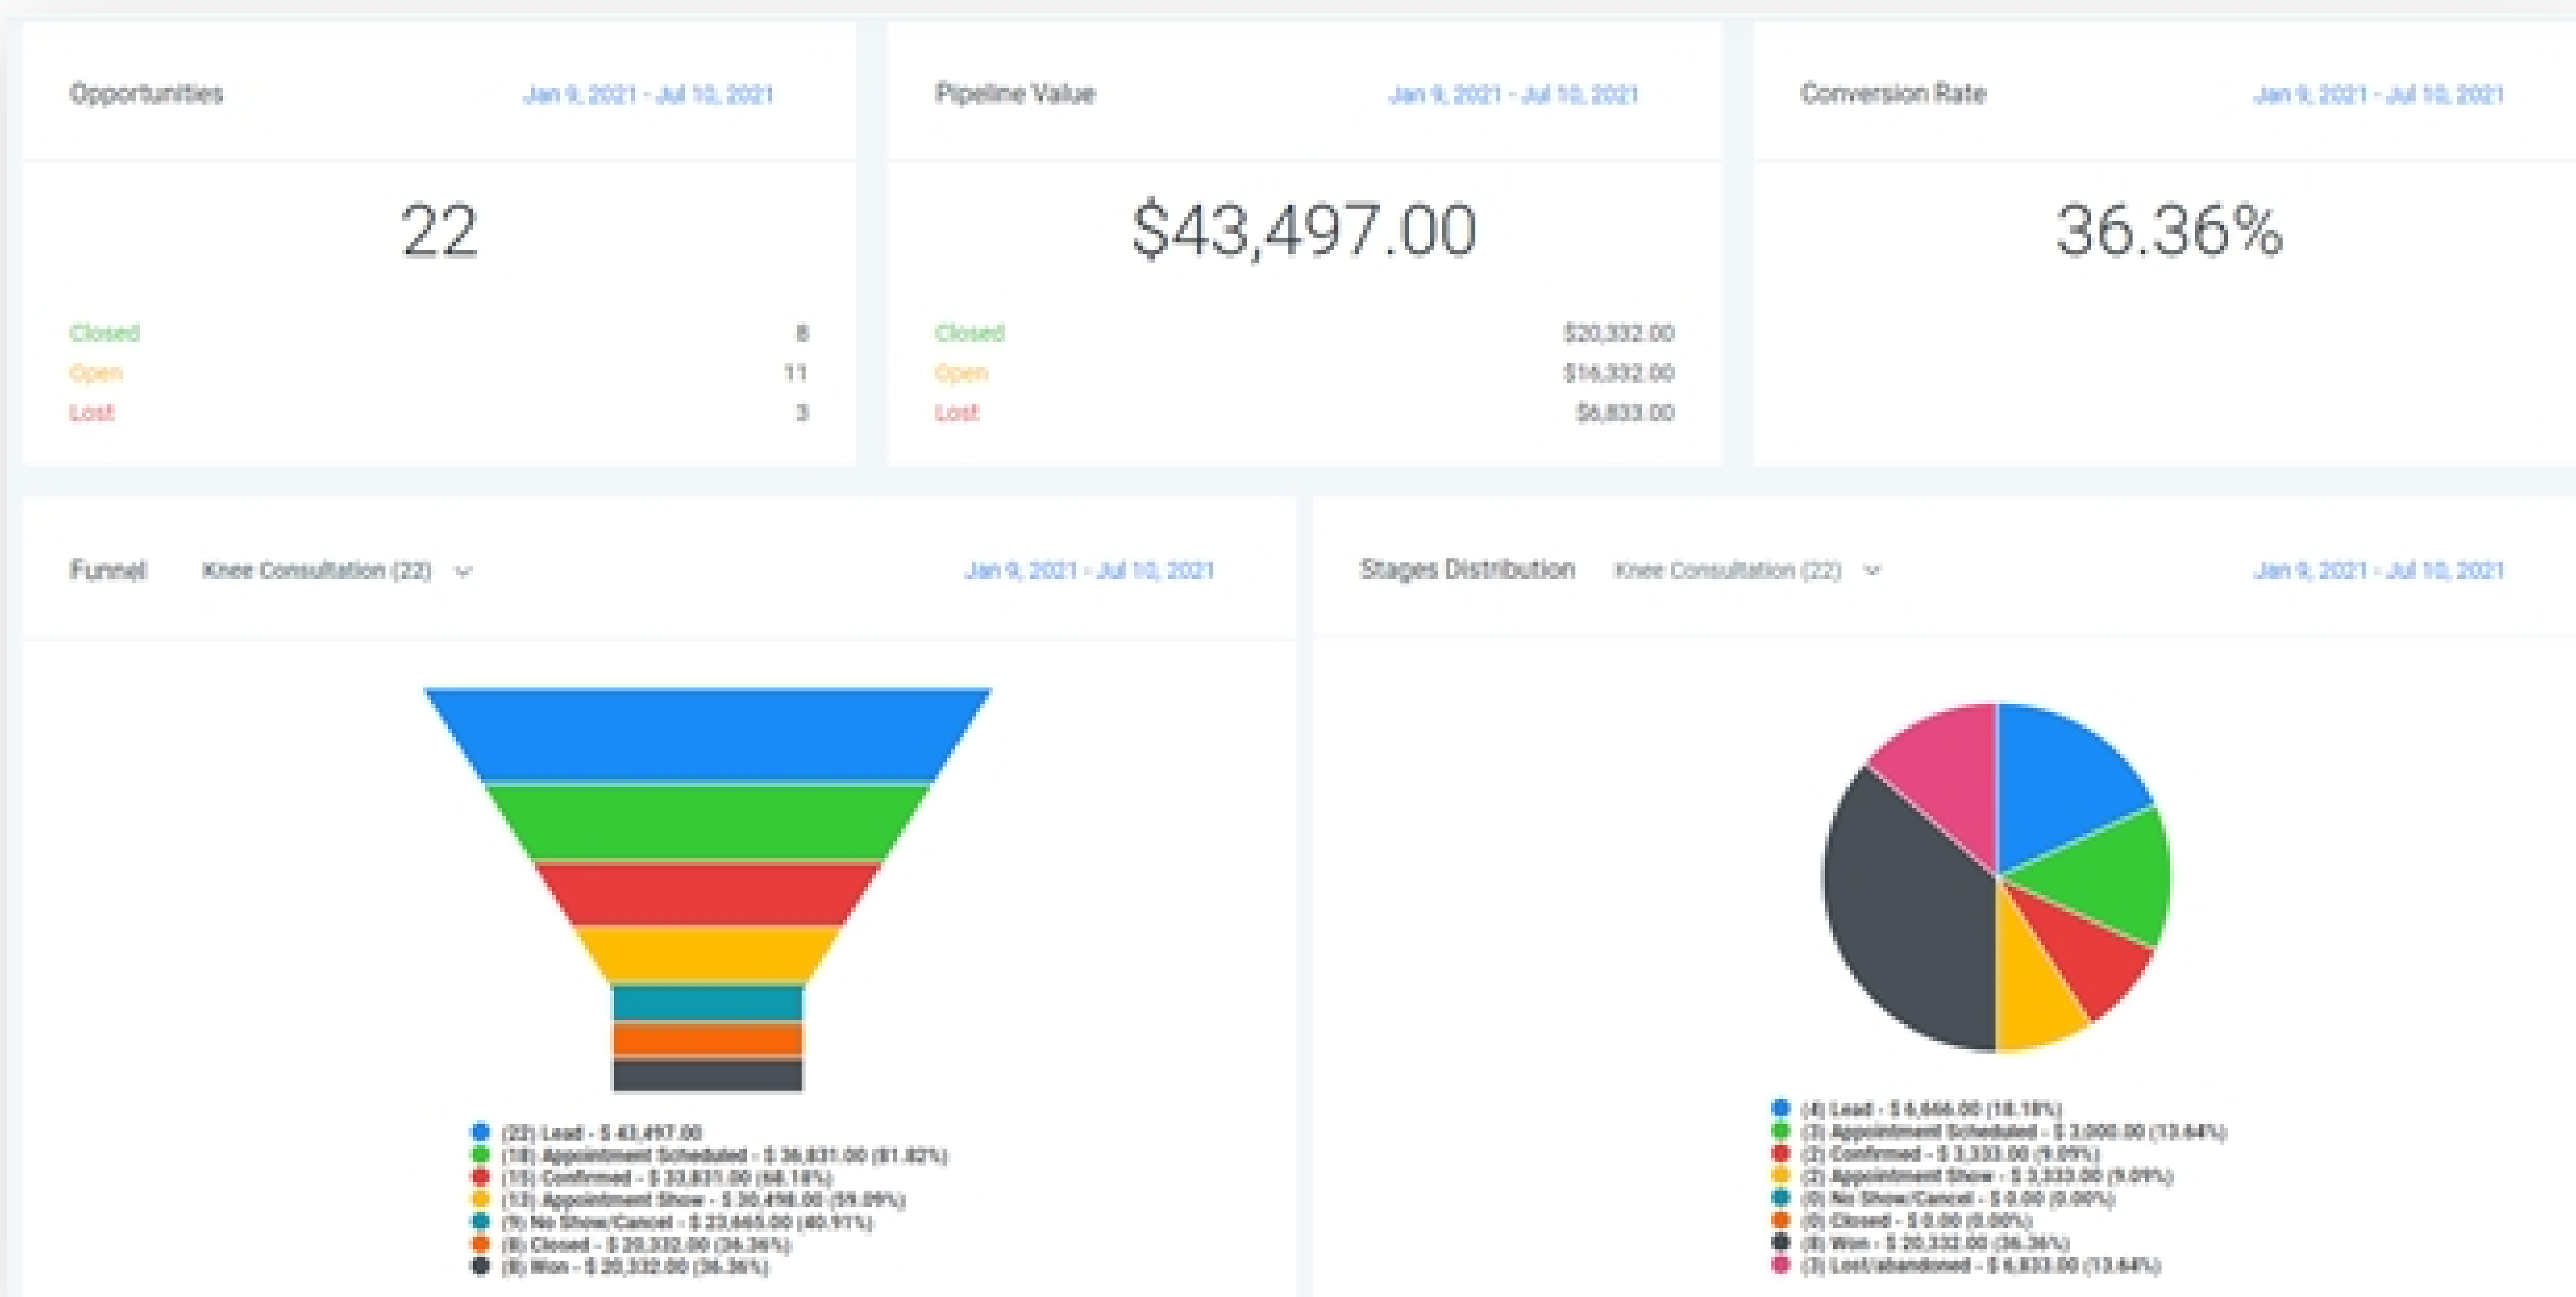 Opportunities
Jan 9, 2021 - Jul 10, 2021
22
Closed 8
Open 11
Lost 3
Pipeline Value
Jan 9, 2021 - Jul 10, 2021
$43,497.00
Closed $20,332.00
Open $16,332.00
Lost $6,833.00
Conversion Rate
Jan 9, 2021 - Jul 10, 2021
36.36%
Funnel Knee Consultation (22)
Jan 9, 2021 - Jul 10, 2021
(22) Lead - $ 43,497.00
(18) Appointment Scheduled - $ 36,831.00 (81.82%)
(15) Confirmed - $ 33,831.00 (68.18%)
(13) Appointment Show - $ 30,498.00 (59.09%)
(9) No Show/Cancel - $ 23,665.00 (40.91%)
(8) Closed - $ 20,332.00 (36.36%)
(8) Won - $ 20,332.00 (36.36%)
Stages Distribution Knee Consultation (22)
Jan 9, 2021 - Jul 10, 2021
(4) Lead - $ 6,666.00 (18.18%)
(3) Appointment Scheduled - $ 3,000.00 (13.64%)
(2) Confirmed - $ 3,333.00 (9.09%)
(2) Appointment Show - $ 3,333.00 (9.09%)
(0) No Show/Cancel - $ 0.00 (0.00%)
(0) Closed - $ 0.00 (0.00%)
(8) Won - $ 20,332.00 (36.36%)
(3) Lost/abandoned - $ 6,833.00 (13.64%)